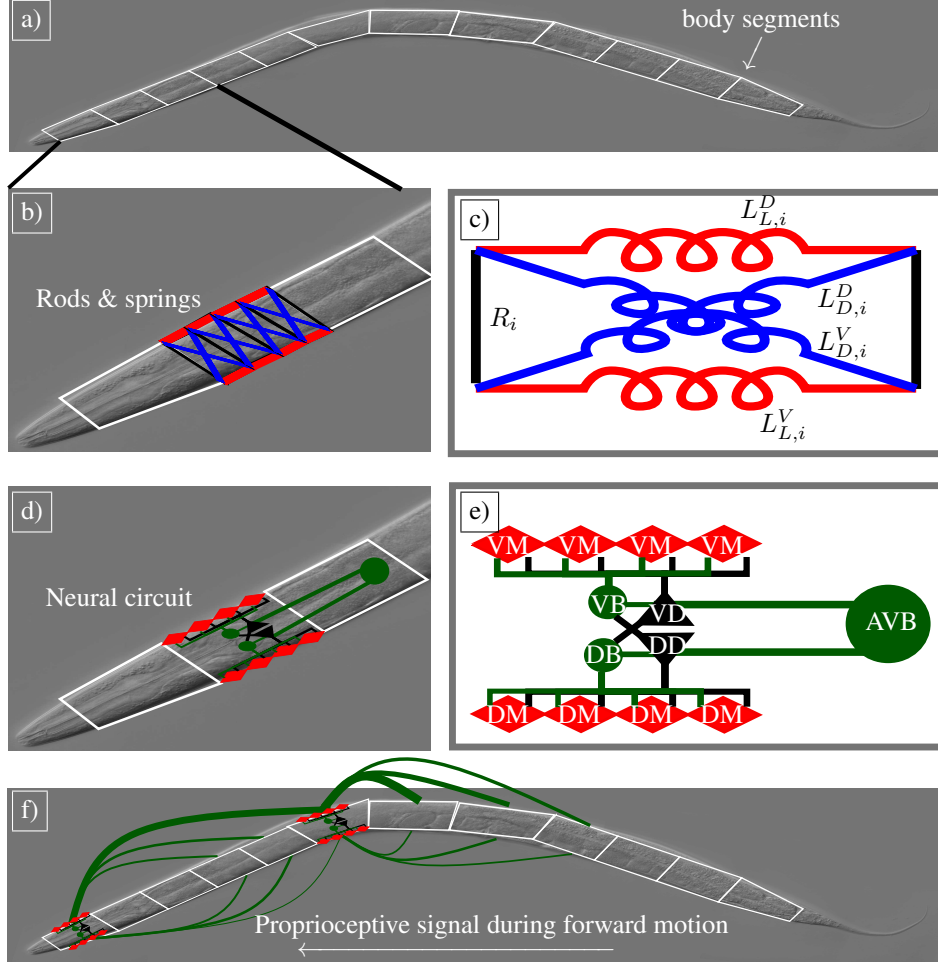 a)
body segments
b)
Rods & springs
c)
L^D_{L,i}
R_i
L^D_{D,i}
L^V_{D,i}
L^V_{L,i}
d)
Neural circuit
e)
VM VM VM VM
VB VD
AVB
DB DD
DM DM DM DM
f)
Proprioceptive signal during forward motion